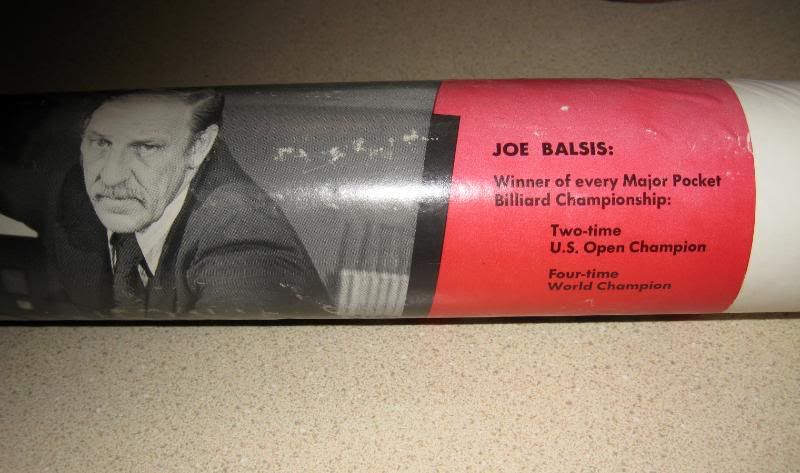 JOE BALSIS:
Winner of every Major Pocket
Billiard Championship:
Two-time
U.S. Open Champion
Four-time
World Champion